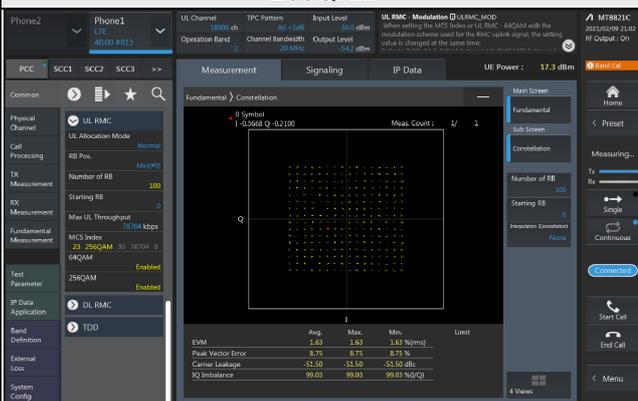 Phone2
Phone1
LTE
40.00 #013
UL Channel
18900 ch
TPC Pattern
All +3dB
Input Level
30.0 dBm
Operation Band
2
Channel Bandwidth
20 MHz
Output Level
-54.2 dBm
UL RMC - Modulation ULRMC_MOD
When setting the MCS Index or UL RMC - 64QAM with the
modulation scheme used for the RMC uplink signal, the setting
value is changed at the same time.
MT8821C
2021/02/09 21:02
RF Output : On
PCC
SCC1
SCC2
SCC3
>>
Measurement
Signaling
IP Data
UE Power : 17.3 dBm
Band Cal
Common
Physical
Channel
Call
Processing
TX
Measurement
RX
Measurement
Fundamental
Measurement
Test
Parameter
IP Data
Application
Band
Definition
External
Loss
System
Config
UL RMC
UL Allocation Mode
Normal
RB Pos.
Min(#0)
Number of RB
100
Starting RB
0
Max UL Throughput
78704 kbps
MCS Index
23 256QAM 30 78704 8
64QAM
Enabled
256QAM
Enabled
DL RMC
TDD
Fundamental > Constellation
0 Symbol
I -0.3668 Q -0.2100
Meas. Count : 1/ 1
Q
I
Avg. Max. Min. Limit
EVM 1.63 1.63 1.63 %(rms)
Peak Vector Error 8.75 8.75 8.75 %
Carrier Leakage -51.50 -51.50 -51.50 dBc
IQ Imbalance 99.03 99.03 99.03 %(I/Q)
Main Screen
Fundamental
Sub Screen
Constellation
Number of RB
100
Starting RB
0
Interpolation (Constellation)
None
4 Views
Home
< Preset
Measuring...
Tx
Rx
Single
Continuous
Connected
Start Call
End Call
< Menu